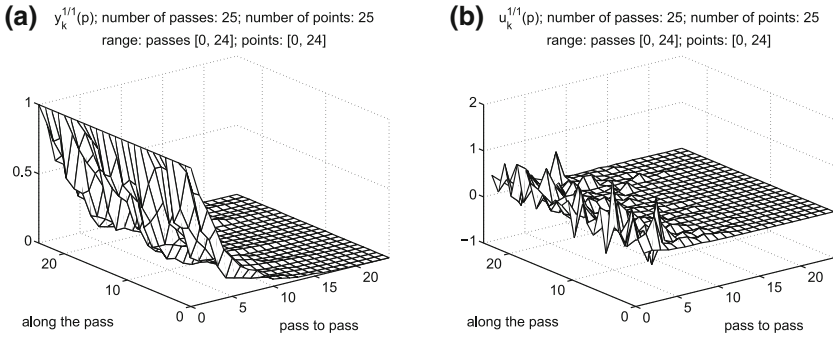 (a) y_k^{1/1}(p); number of passes: 25; number of points: 25
range: passes [0, 24]; points: [0, 24]
1
0.5
0
20
10
0
0
5
10
15
20
along the pass
pass to pass
(b) u_k^{1/1}(p); number of passes: 25; number of points: 25
range: passes [0, 24]; points: [0, 24]
2
1
0
−1
20
10
0
0
5
10
15
20
along the pass
pass to pass